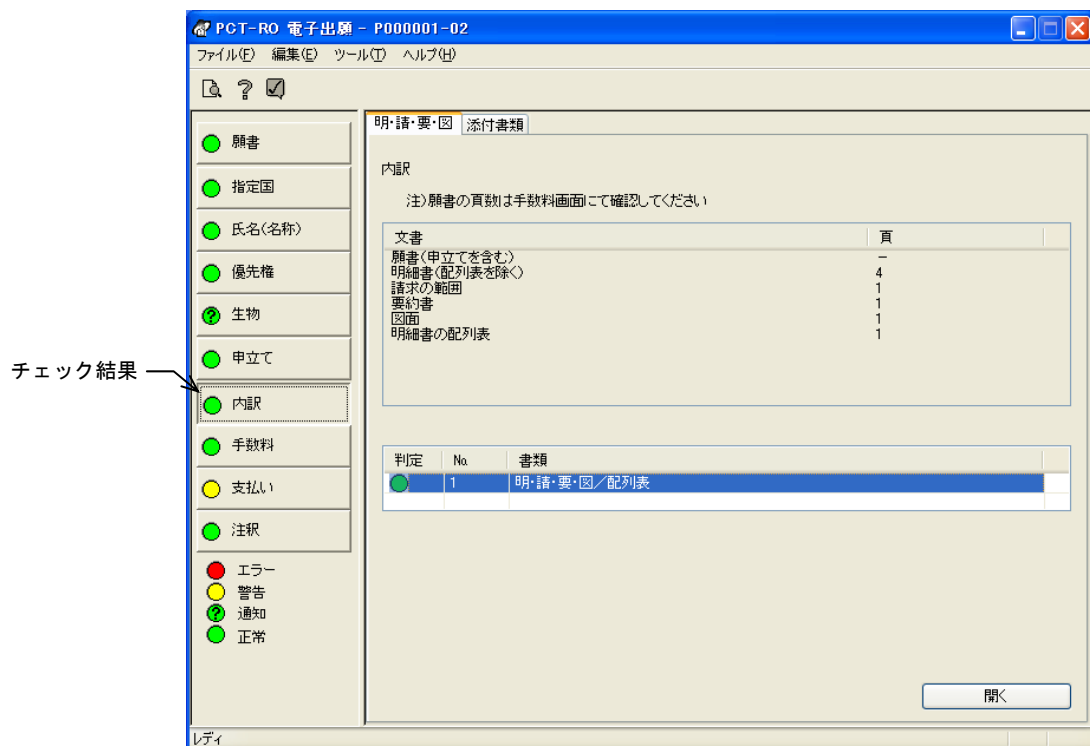 PCT-RO 電子出願 - P000001-02
ファイル(F) 編集(E) ツール(T) ヘルプ(H)
願書
指定国
氏名(名称)
優先権
生物
申立て
チェック結果
内訳
手数料
支払い
注釈
エラー
警告
通知
正常
明・請・要・図 添付書類
内訳
注)願書の頁数は手数料画面にて確認してください
文書 頁
願書(申立てを含む) －
明細書(配列表を除く) 4
請求の範囲 1
要約書 1
図面 1
明細書の配列表 1
判定 No. 書類
1 明・請・要・図／配列表
開く
レディ